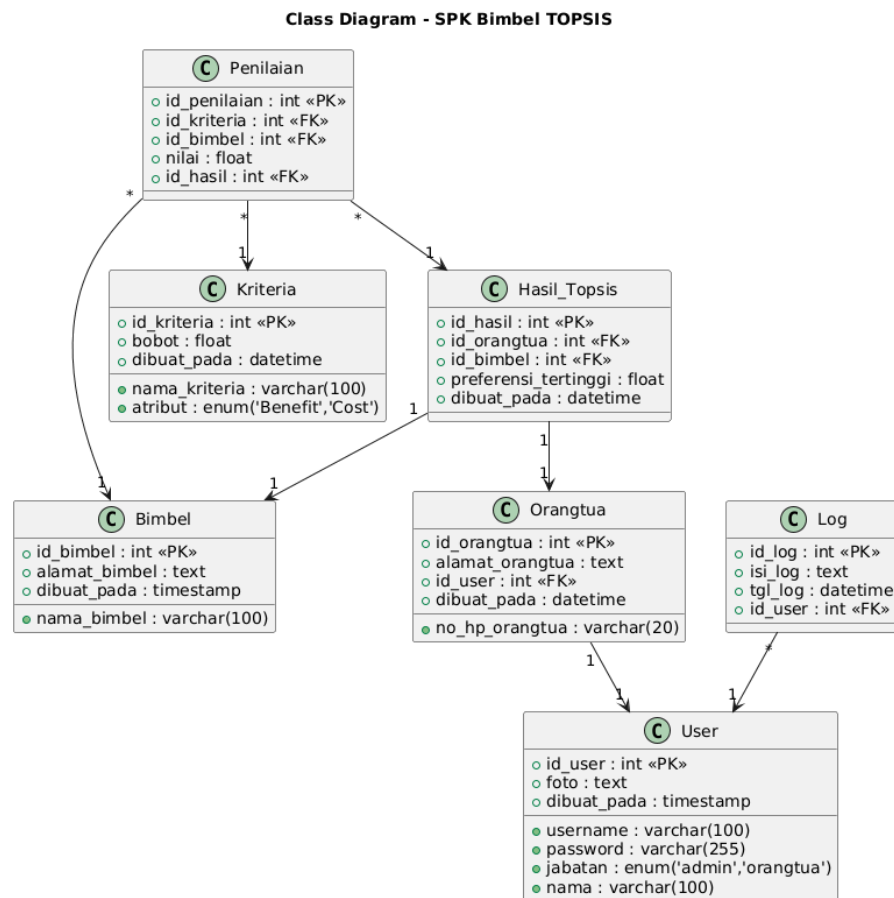 Class Diagram - SPK Bimbel TOPSIS
C Penilaian
id_penilaian : int «PK»
id_kriteria : int «FK»
id_bimbel : int «FK»
nilai : float
id_hasil : int «FK»
*
*
*
1
1
C Kriteria
id_kriteria : int «PK»
bobot : float
dibuat_pada : datetime
nama_kriteria : varchar(100)
atribut : enum('Benefit','Cost')
C Hasil_Topsis
id_hasil : int «PK»
id_orangtua : int «FK»
id_bimbel : int «FK»
preferensi_tertinggi : float
dibuat_pada : datetime
1
1
1
1
1
C Bimbel
id_bimbel : int «PK»
alamat_bimbel : text
dibuat_pada : timestamp
nama_bimbel : varchar(100)
C Orangtua
id_orangtua : int «PK»
alamat_orangtua : text
id_user : int «FK»
dibuat_pada : datetime
no_hp_orangtua : varchar(20)
C Log
id_log : int «PK»
isi_log : text
tgl_log : datetime
id_user : int «FK»
1
*
1
1
C User
id_user : int «PK»
foto : text
dibuat_pada : timestamp
username : varchar(100)
password : varchar(255)
jabatan : enum('admin','orangtua')
nama : varchar(100)